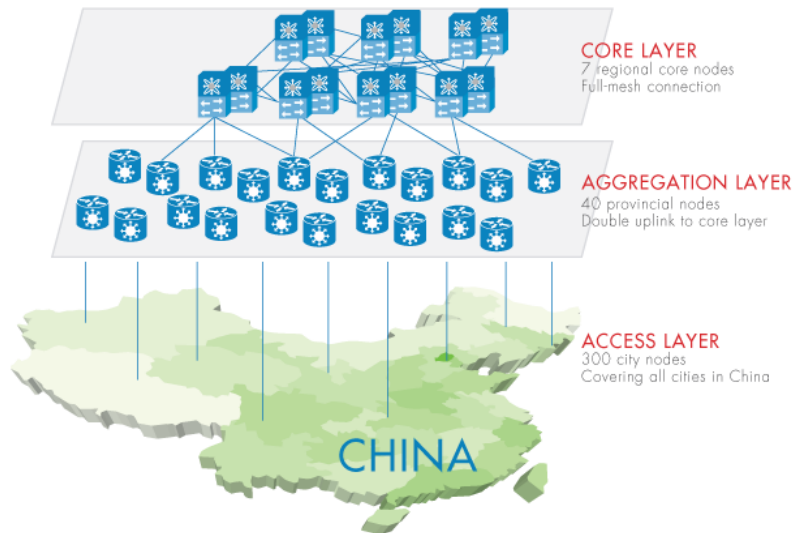 CORE LAYER
7 regional core nodes
Full-mesh connection
AGGREGATION LAYER
40 provincial nodes
Double uplink to core layer
ACCESS LAYER
300 city nodes
Covering all cities in China
CHINA